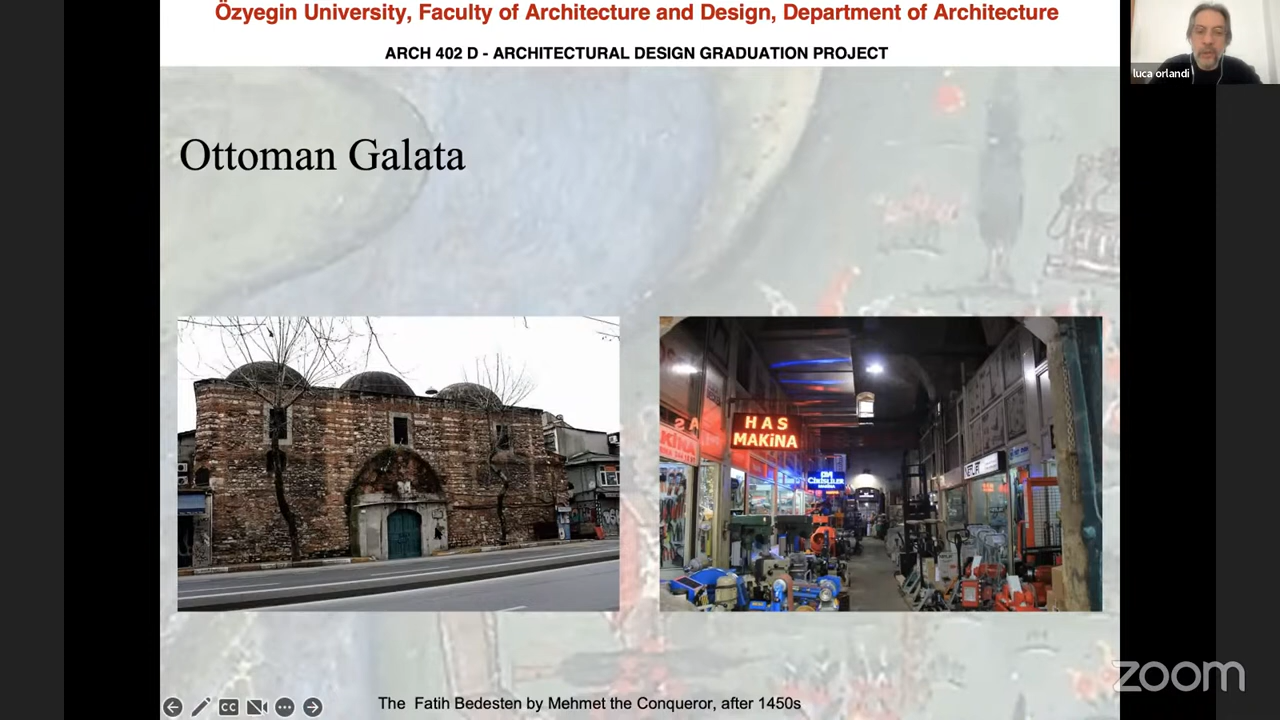 Özyegin University, Faculty of Architecture and Design, Department of Architecture
ARCH 402 D - ARCHITECTURAL DESIGN GRADUATION PROJECT
luca orlandi
Ottoman Galata
HAS
MAKİNA
CC
The Fatih Bedesten by Mehmet the Conqueror, after 1450s
zoom